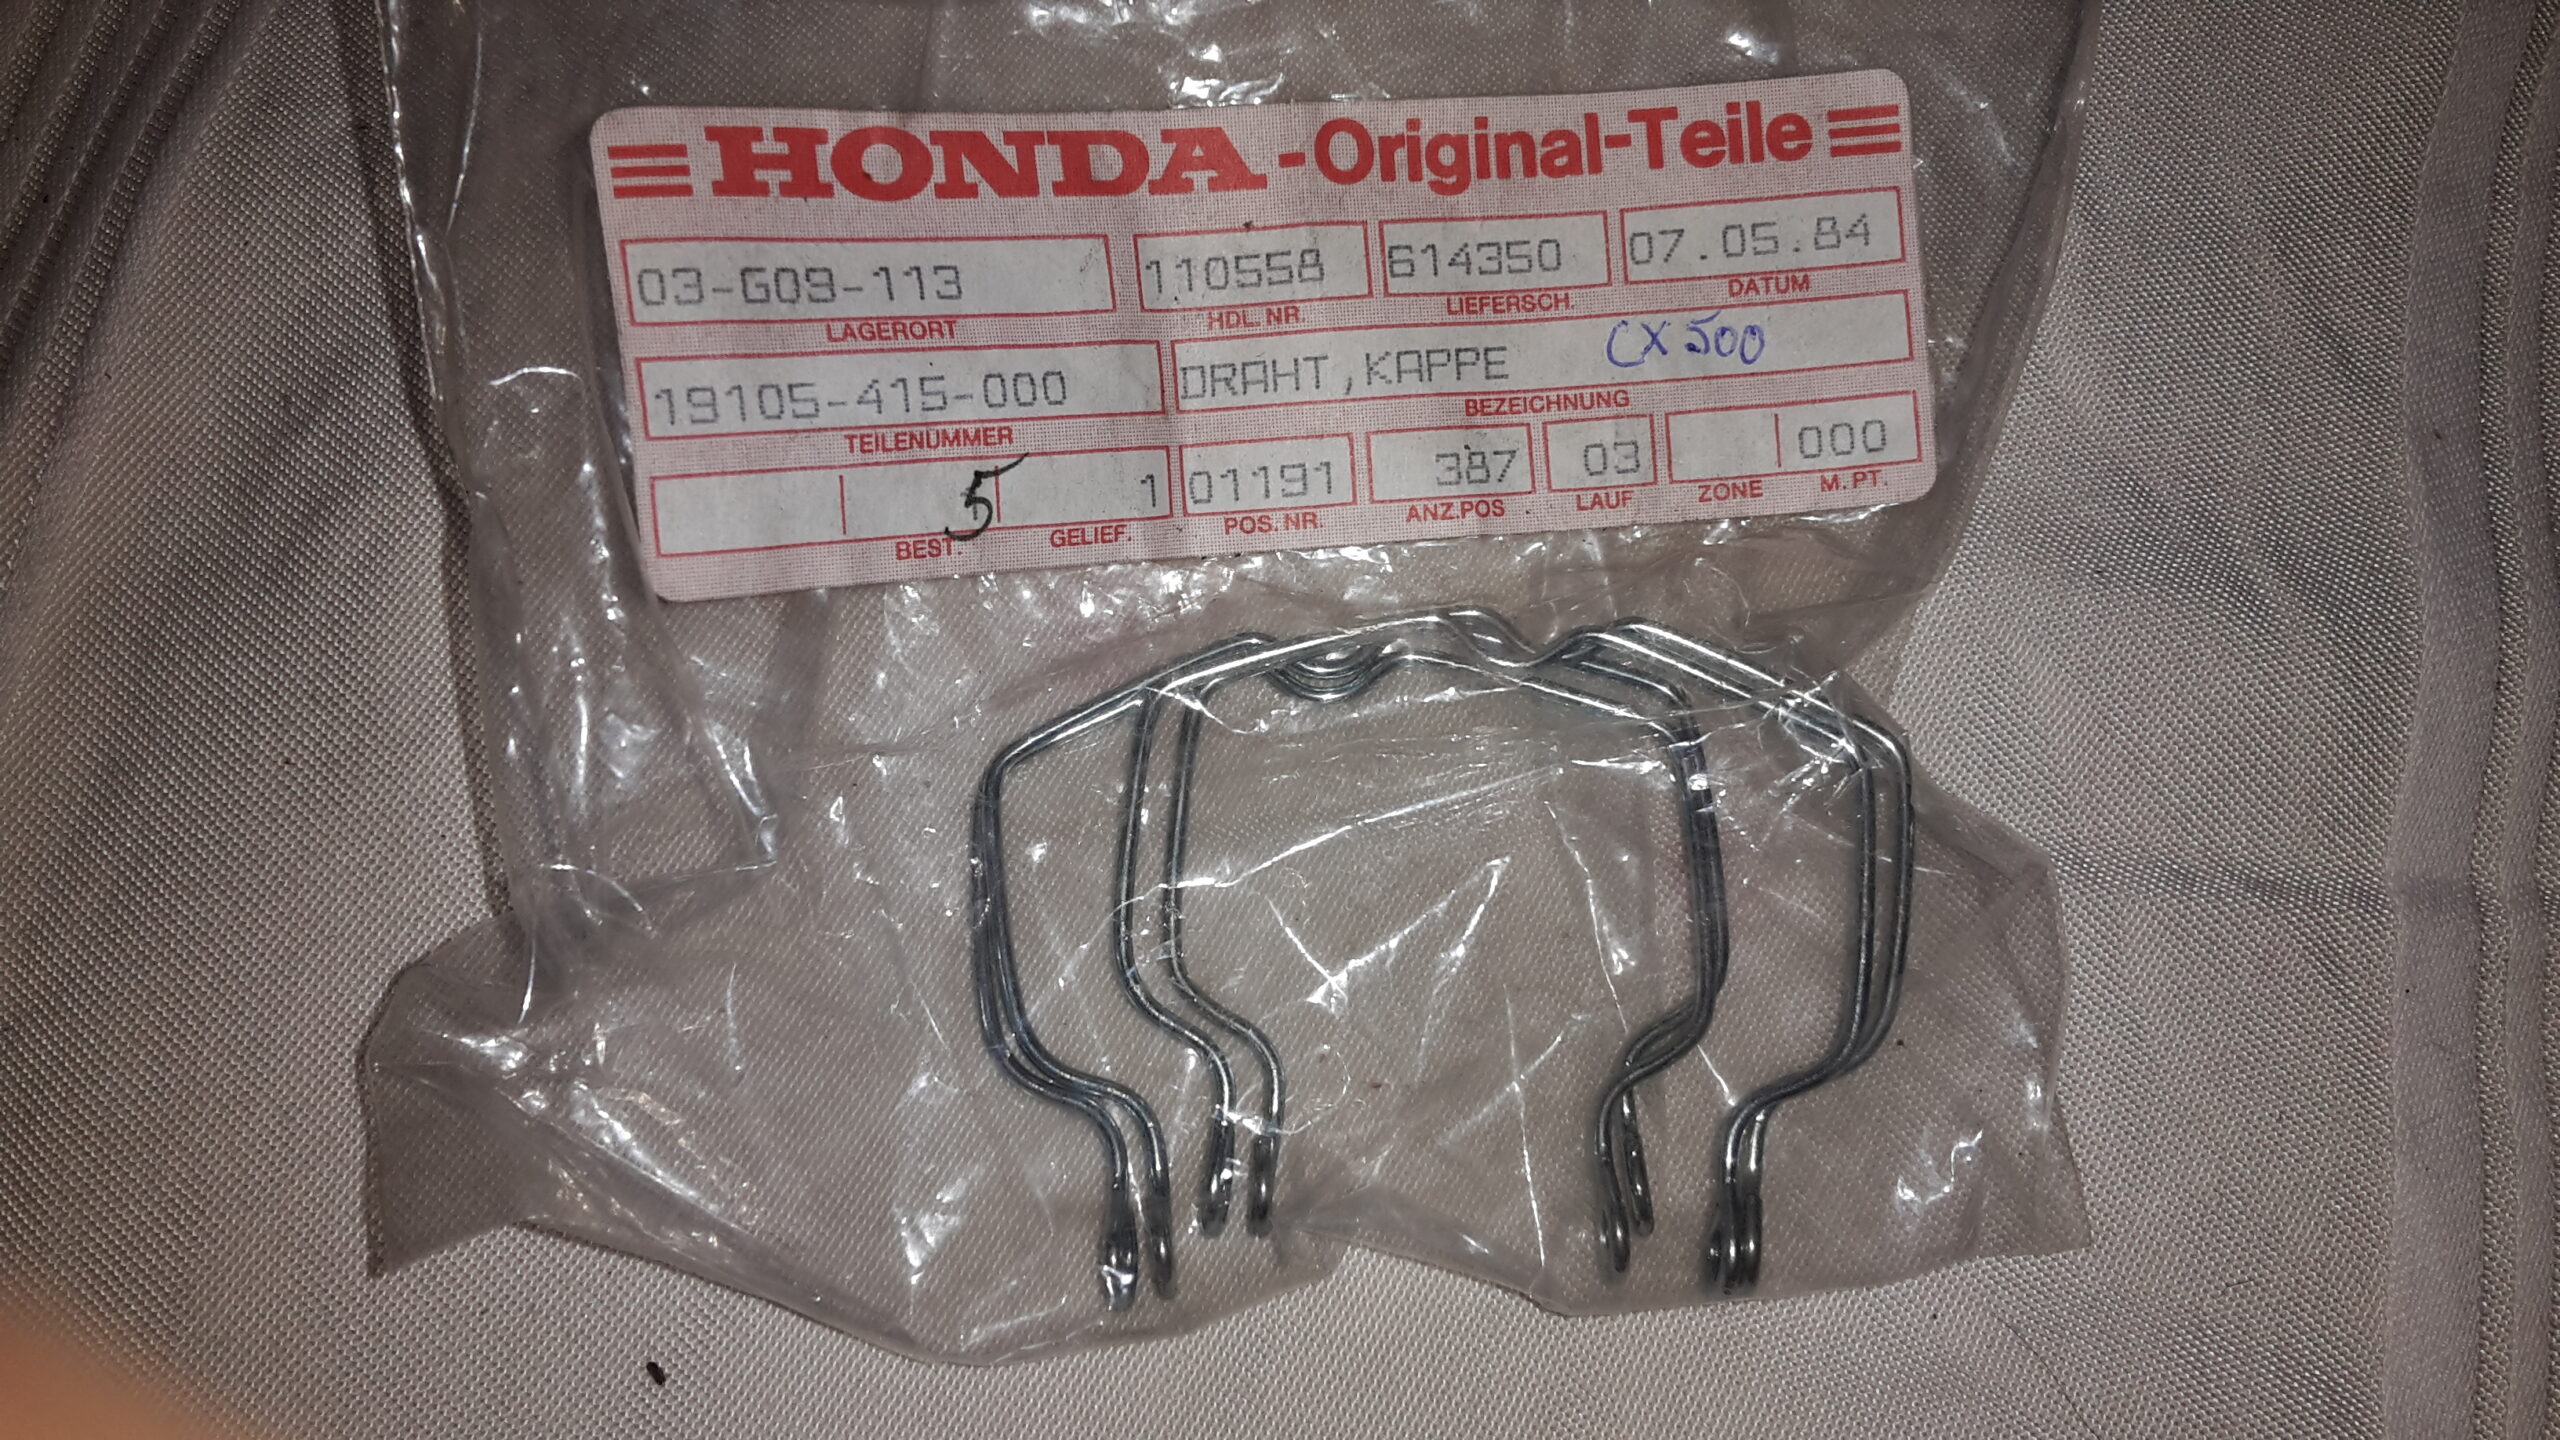 HONDA-Original-Teile
03-G09-113 110558 614350 07.05.84
LAGERORT HDL. NR. LIEFERSCH. DATUM
19105-415-000 DRAHT,KAPPE CX 500
TEILENUMMER BEZEICHNUNG
5 1 01191 387 03 000
BEST. GELIEF. POS. NR. ANZ.POS LAUF ZONE M. PT.